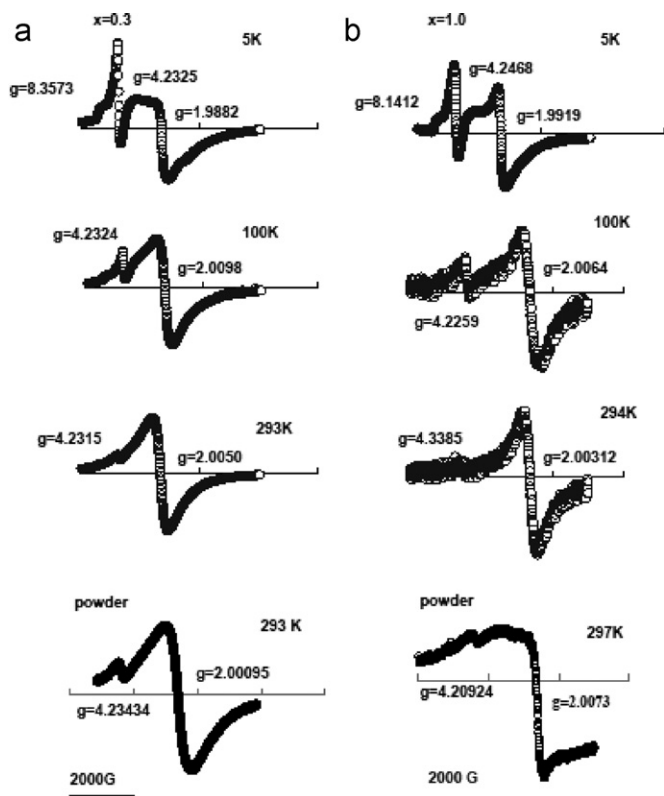 a
x=0.3
5K
g=8.3573
g=4.2325
g=1.9882
g=4.2324
100K
g=2.0098
g=4.2315
293K
g=2.0050
powder
293 K
g=2.00095
g=4.23434
2000G
b
x=1.0
5K
g=4.2468
g=8.1412
g=1.9919
100K
g=2.0064
g=4.2259
294K
g=4.3385
g=2.00312
powder
297K
g=4.20924
g=2.0073
2000 G